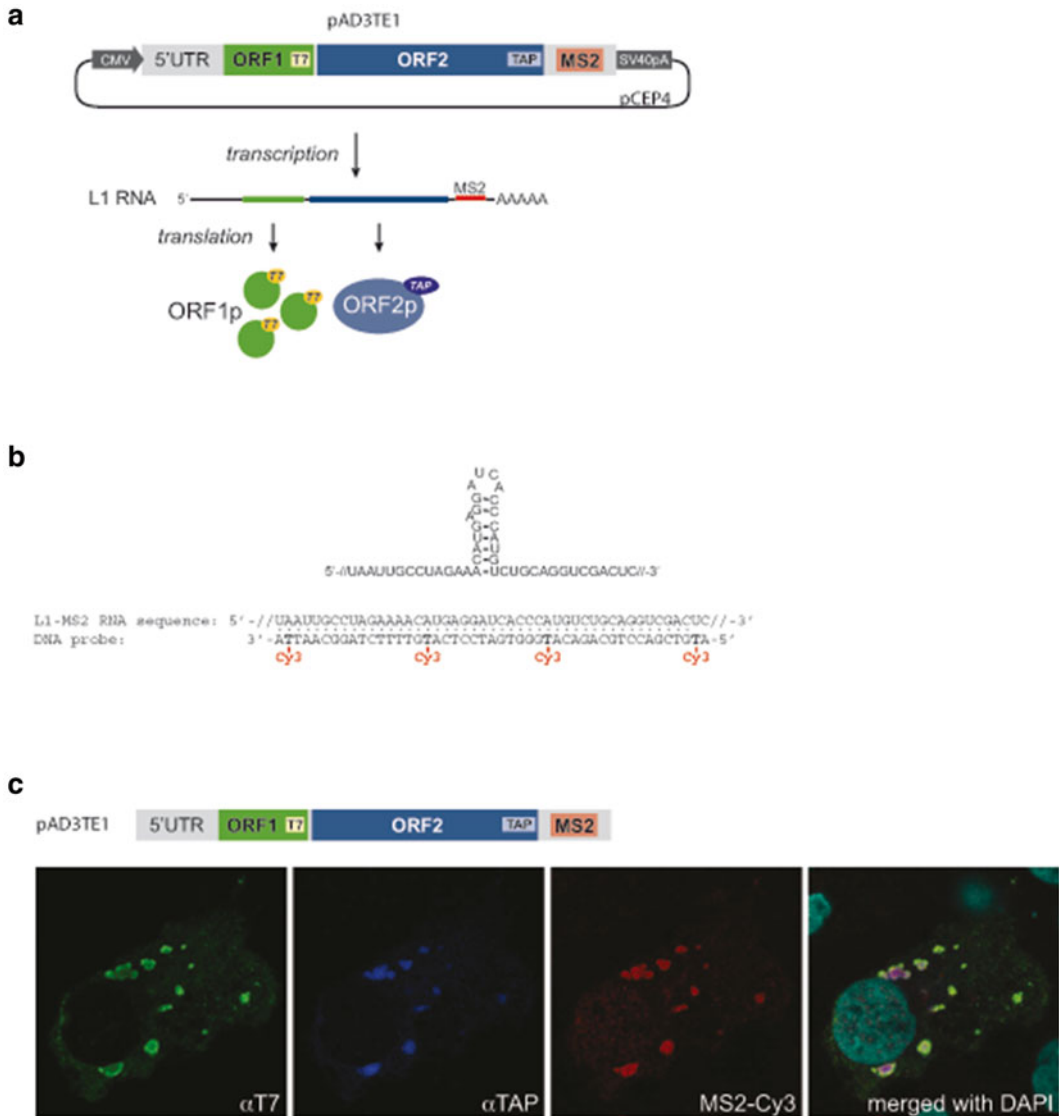 a
pAD3TE1
CMV 5'UTR ORF1 T7 ORF2 TAP MS2 SV40pA
pCEP4
transcription
L1 RNA 5´ MS2 AAAAA
translation
ORF1p T7 T7 T7 ORF2p TAP
b
5'-//UAAUUGCCUAGAAA UCUGCAGGUCGACUC//-3'
L1-MS2 RNA sequence: 5'-//UAAUUGCCUAGAAAACAUGAGGAUCACCCAUGUCUGCAGGUCGACUC//-3'
DNA probe: 3'-ATTAACGGATCTTTTGTACTCCTAGTGGGTACAGACGTCCAGCTGTA-5'
Cy3 Cy3 Cy3 Cy3
c
pAD3TE1 5'UTR ORF1 T7 ORF2 TAP MS2
αT7 αTAP MS2-Cy3 merged with DAPI